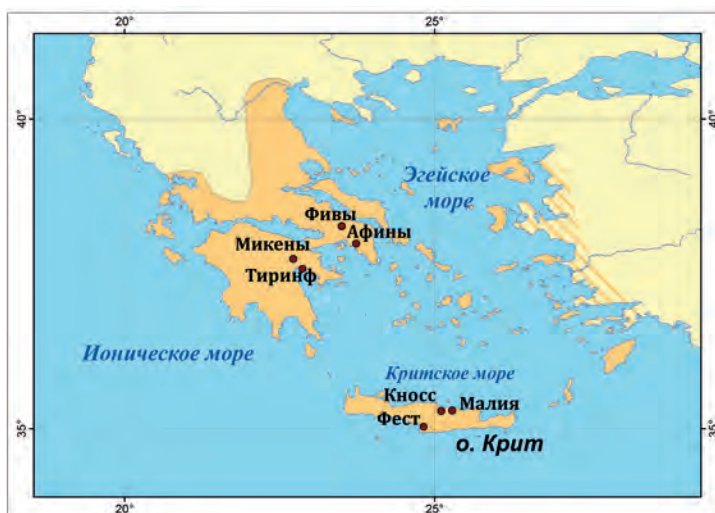 20°
25°
40°
40°
Эгейское
море
Фивы
Афины
Микены
Тиринф
Ионическое море
Критское море
Кносс
Малия
Фест
35°
35°
о. Крит
20°
25°